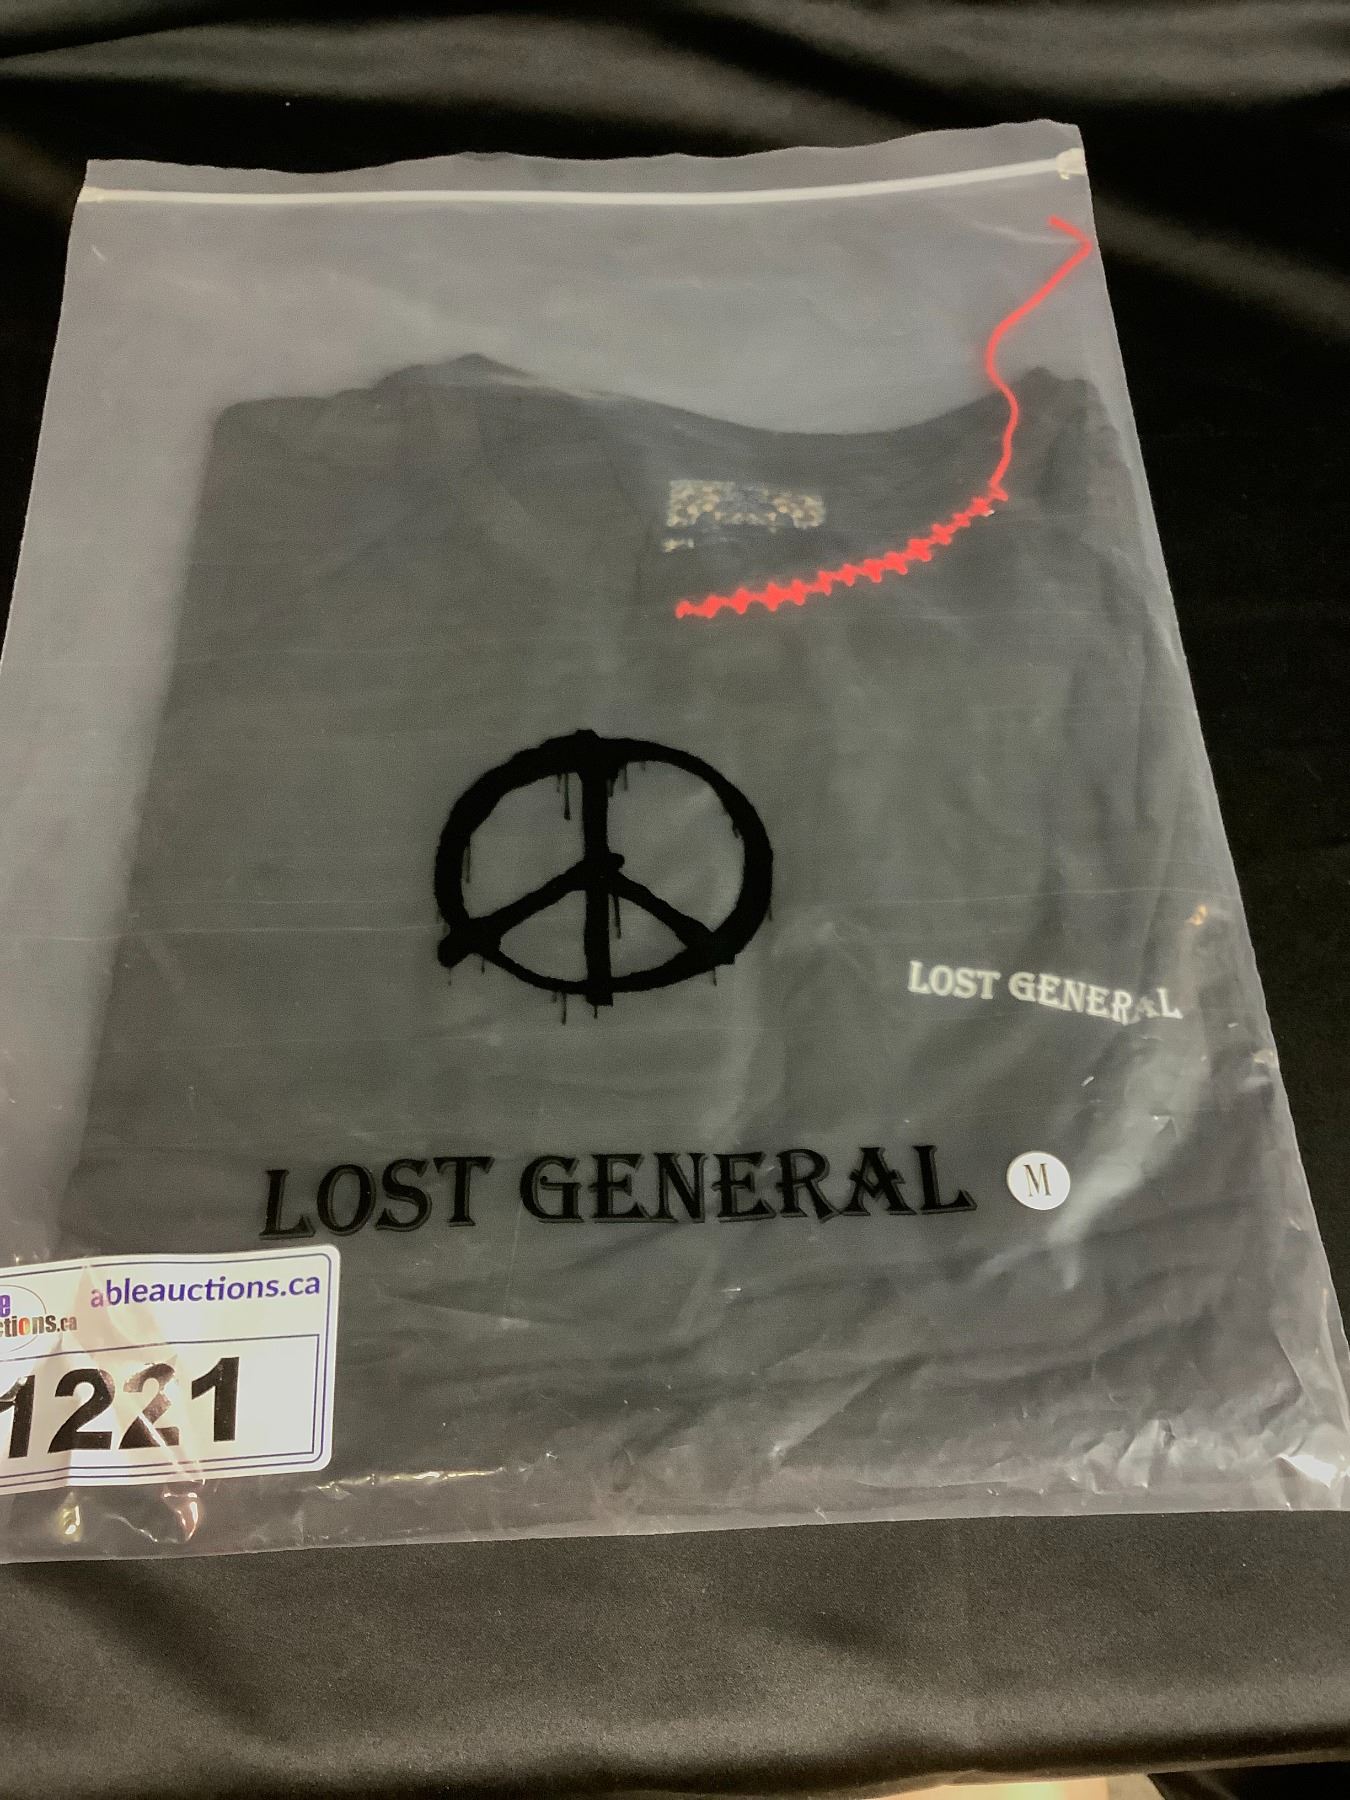 LOST GENERAL
LOST GENERAL
M
ableauctions.ca
1221